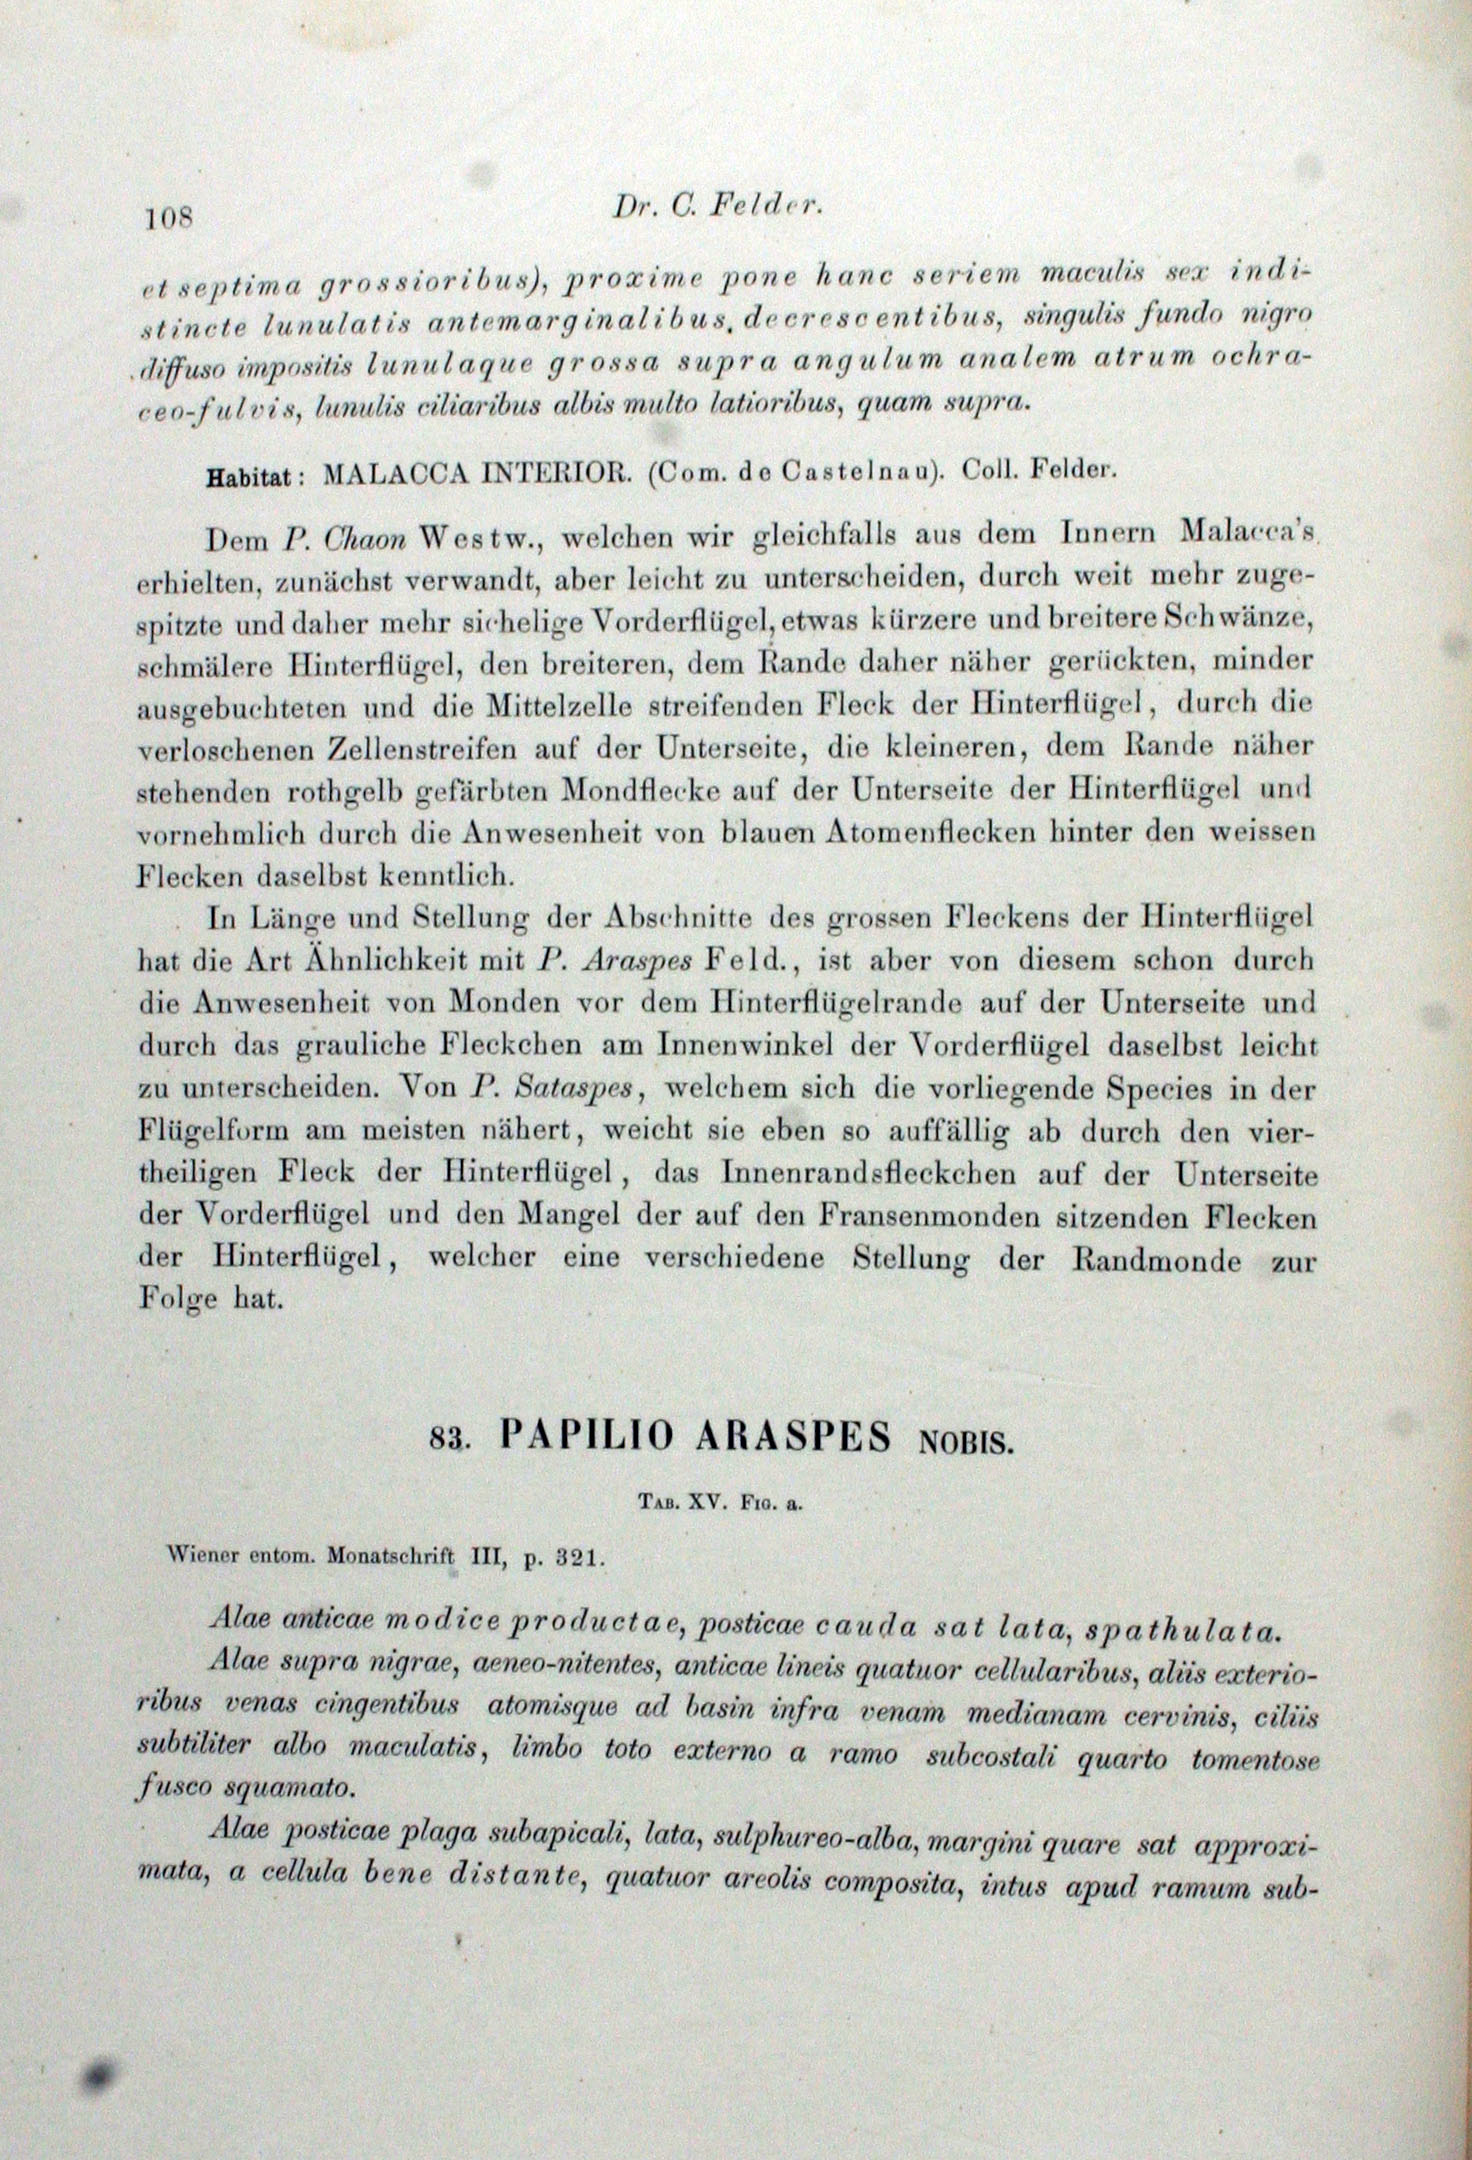 108
Dr. C. Felder.
et septima grossioribus), proxime pone hanc seriem maculis sex indi-
stincte lunulatis antemarginalibus, decrescentibus, singulis fundo nigro
diffuso impositis lunulaque grossa supra angulum analem atrum ochra-
ceo-fulvis, lunulis ciliaribus albis multo latioribus, quam supra.
Habitat: MALACCA INTERIOR. (Com. de Castelnau). Coll. Felder.
Dem P. Chaon Westw., welchen wir gleichfalls aus dem Innern Malacca's
erhielten, zunächst verwandt, aber leicht zu unterscheiden, durch weit mehr zuge-
spitzte und daher mehr sichelige Vorderflügel, etwas kürzere und breitere Schwänze,
schmälere Hinterflügel, den breiteren, dem Rande daher näher gerückten, minder
ausgebuchteten und die Mittelzelle streifenden Fleck der Hinterflügel, durch die
verloschenen Zellenstreifen auf der Unterseite, die kleineren, dem Rande näher
stehenden rothgelb gefärbten Mondflecke auf der Unterseite der Hinterflügel und
vornehmlich durch die Anwesenheit von blauen Atomenflecken hinter den weissen
Flecken daselbst kenntlich.
In Länge und Stellung der Abschnitte des grossen Fleckens der Hinterflügel
hat die Art Ähnlichkeit mit P. Araspes Feld., ist aber von diesem schon durch
die Anwesenheit von Monden vor dem Hinterflügelrande auf der Unterseite und
durch das grauliche Fleckchen am Innenwinkel der Vorderflügel daselbst leicht
zu unterscheiden. Von P. Sataspes, welchem sich die vorliegende Species in der
Flügelform am meisten nähert, weicht sie eben so auffällig ab durch den vier-
theiligen Fleck der Hinterflügel, das Innenrandsfleckchen auf der Unterseite
der Vorderflügel und den Mangel der auf den Fransenmonden sitzenden Flecken
der Hinterflügel, welcher eine verschiedene Stellung der Randmonde zur
Folge hat.
83. PAPILIO ARASPES NOBIS.
TAB. XV. FIG. a.
Wiener entom. Monatschrift III, p. 321.
Alae anticae modice productae, posticae cauda sat lata, spathulata.
Alae supra nigrae, aeneo-nitentes, anticae lineis quatuor cellularibus, aliis exterio-
ribus venas cingentibus atomisque ad basin infra venam medianam cervinis, ciliis
subtiliter albo maculatis, limbo toto externo a ramo subcostali quarto tomentose
fusco squamato.
Alae posticae plaga subapicali, lata, sulphureo-alba, margini quare sat approxi-
mata, a cellula bene distante, quatuor areolis composita, intus apud ramum sub-